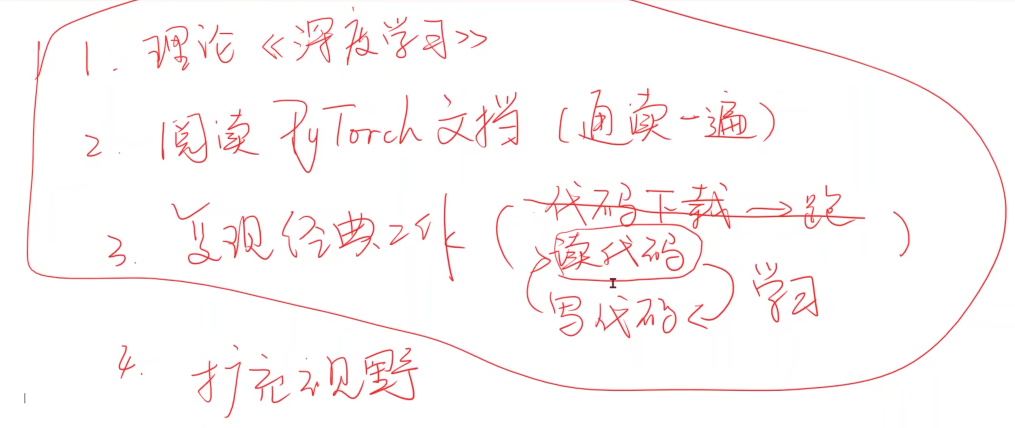 1. 理论《深度学习》
2. 阅读 PyTorch 文档 (通读一遍)
3. 复现经典工作 (代码下载→跑
读代码
写代码 学习)
4. 扩充视野